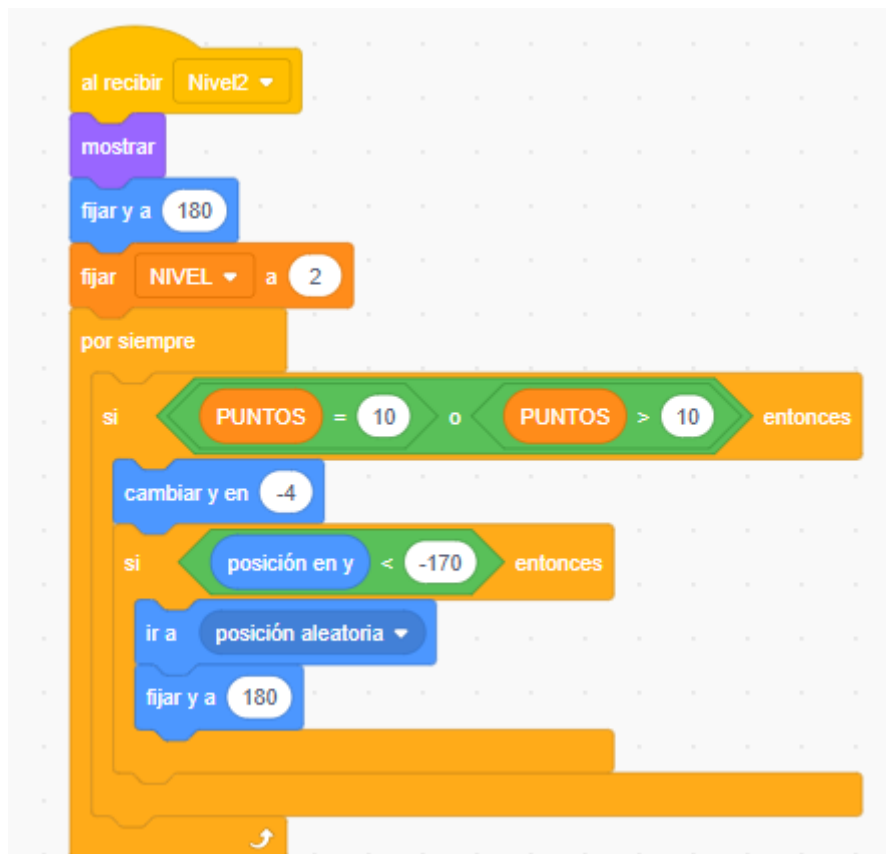 al recibir Nivel2
mostrar
fijar y a 180
fijar NIVEL a 2
por siempre
si PUNTOS = 10 o PUNTOS > 10 entonces
cambiar y en -4
si posición en y < -170 entonces
ir a posición aleatoria
fijar y a 180